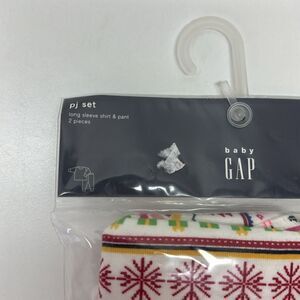 pj set
long sleeve shirt & pant
2 pieces
baby
GAP